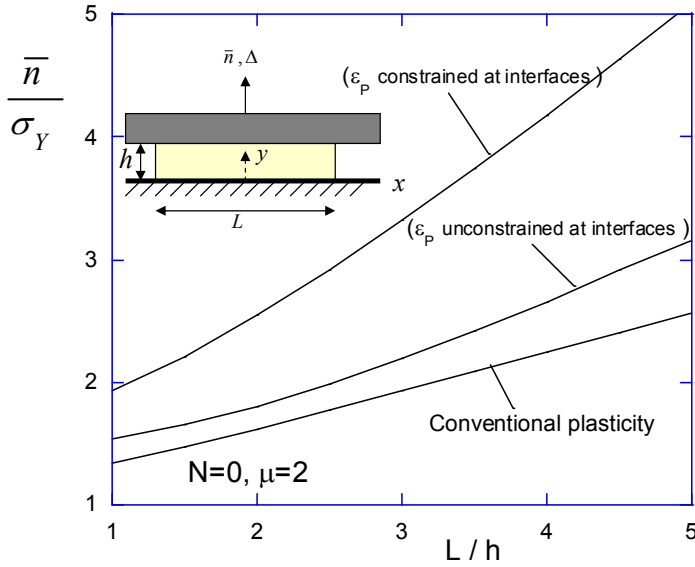 n̄
σ_Y
5
4
3
2
1
1
2
3
4
5
L / h
n̄ , Δ
h
y
x
L
(ε_P constrained at interfaces )
(ε_P unconstrained at interfaces )
Conventional plasticity
N=0, μ=2